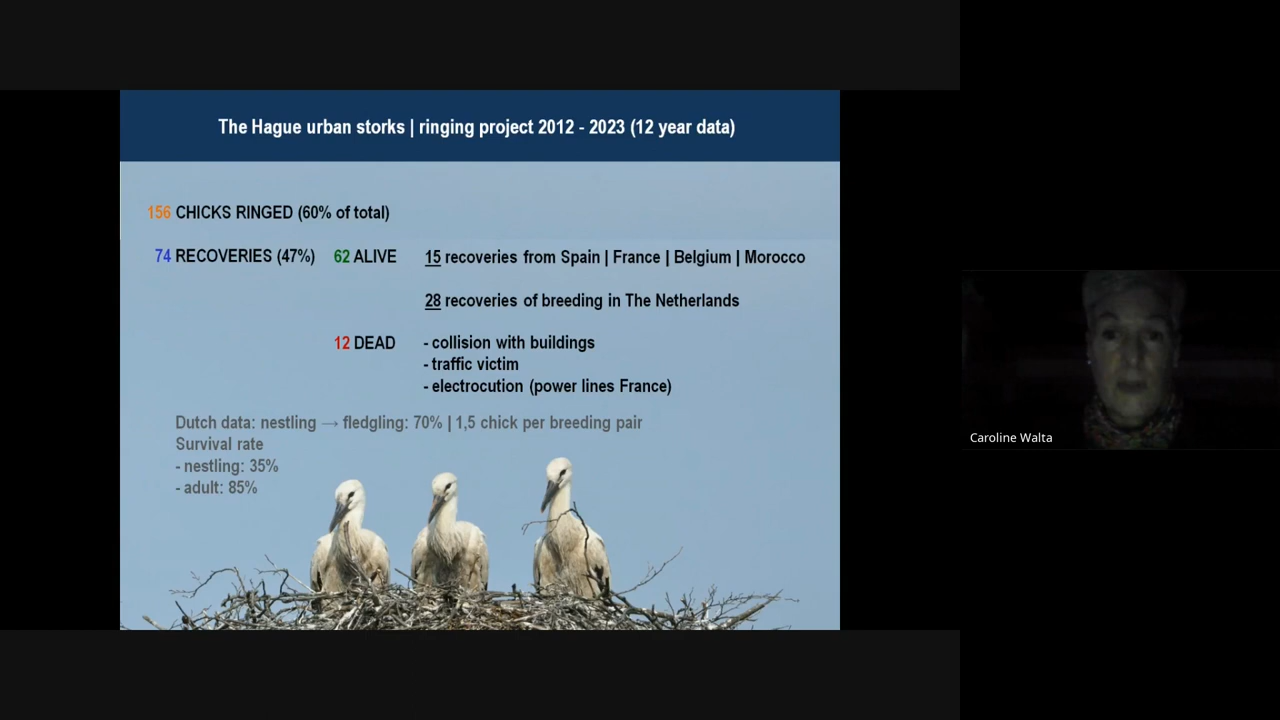 The Hague urban storks | ringing project 2012 - 2023 (12 year data)
156 CHICKS RINGED (60% of total)
74 RECOVERIES (47%) 62 ALIVE 15 recoveries from Spain | France | Belgium | Morocco
28 recoveries of breeding in The Netherlands
12 DEAD - collision with buildings
- traffic victim
- electrocution (power lines France)
Dutch data: nestling → fledgling: 70% | 1,5 chick per breeding pair
Survival rate
- nestling: 35%
- adult: 85%
Caroline Walta